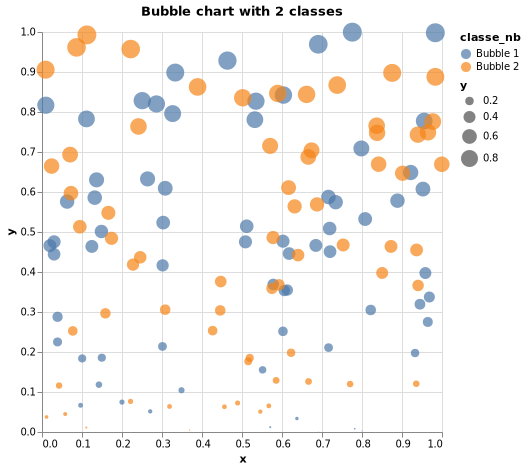 Bubble chart with 2 classes
classe_nb
Bubble 1
Bubble 2
y
0.2
0.4
0.6
0.8
y
1.0
0.9
0.8
0.7
0.6
0.5
0.4
0.3
0.2
0.1
0.0
0.0 0.1 0.2 0.3 0.4 0.5 0.6 0.7 0.8 0.9 1.0
x